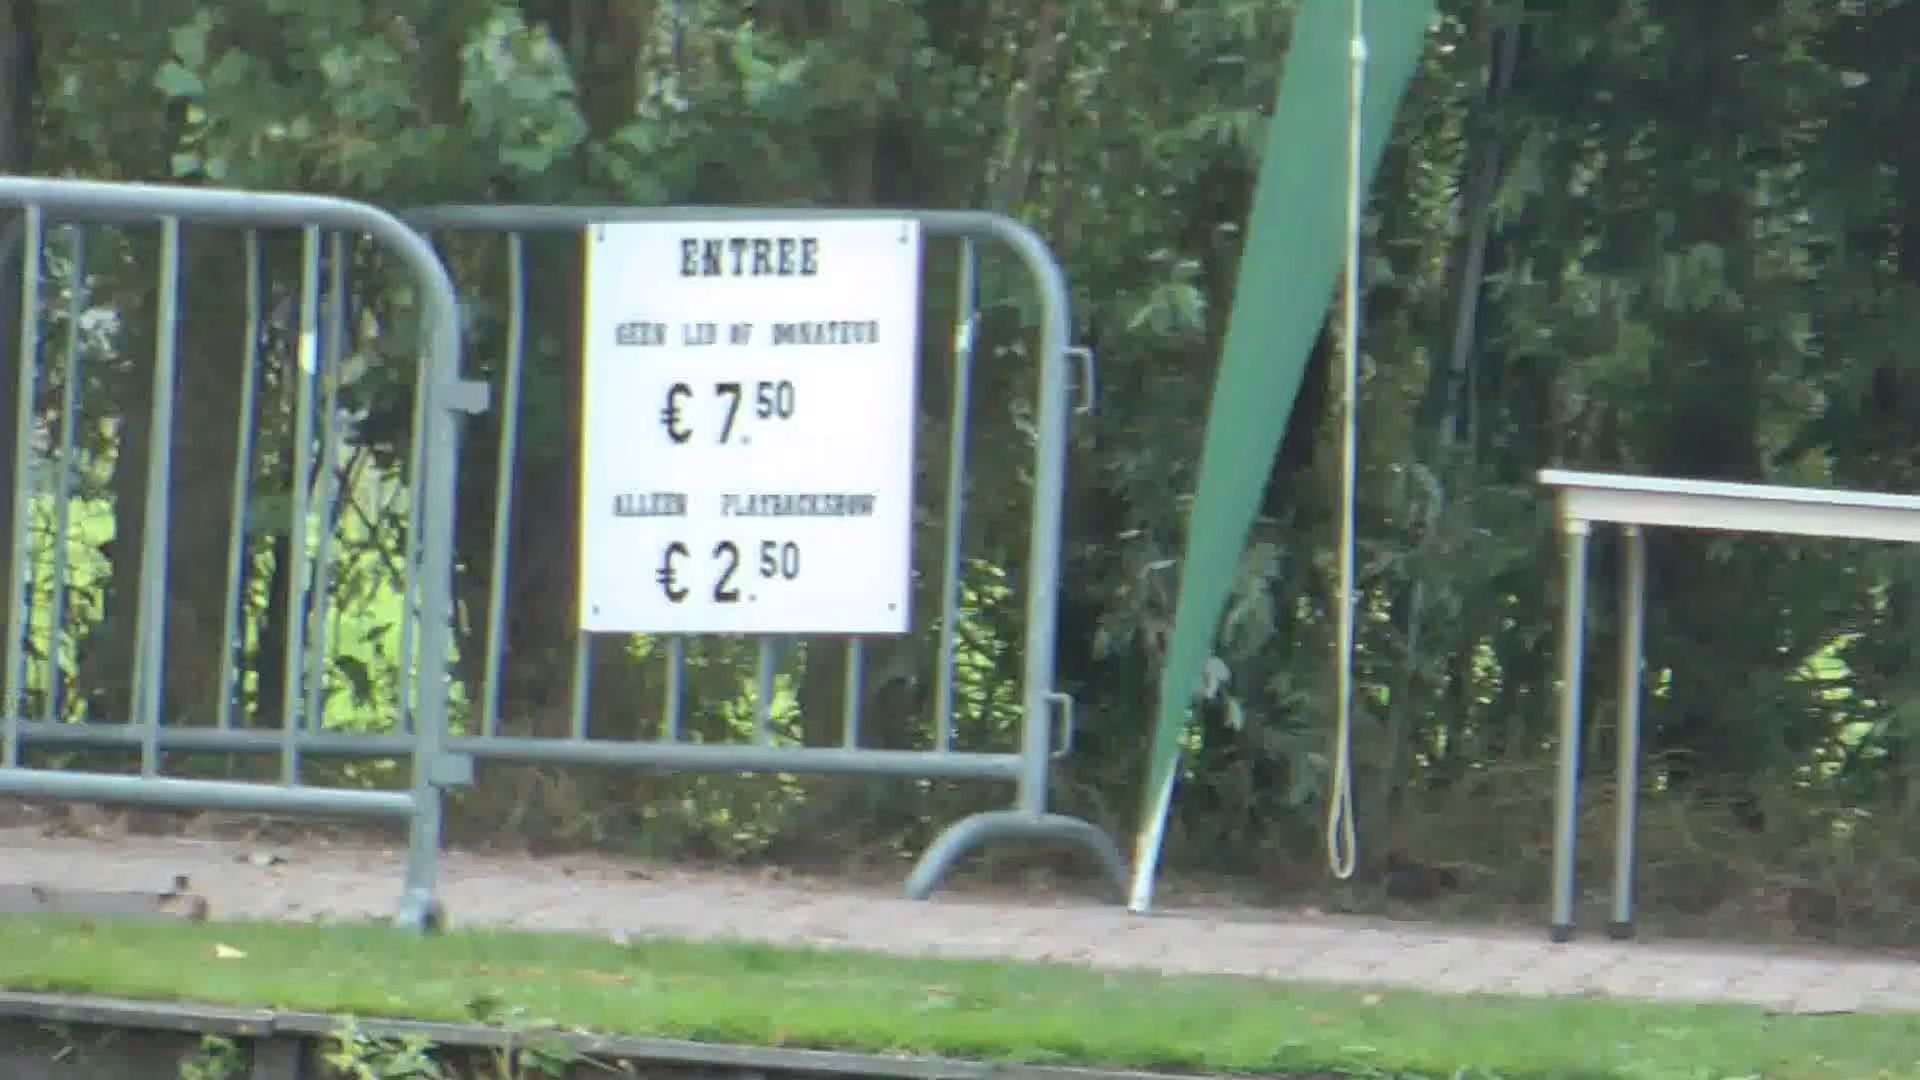 ENTREE
GEEN LID OF DONATEUR
€ 7.50
ALLEEN PLAYBACKSHOW
€ 2.50